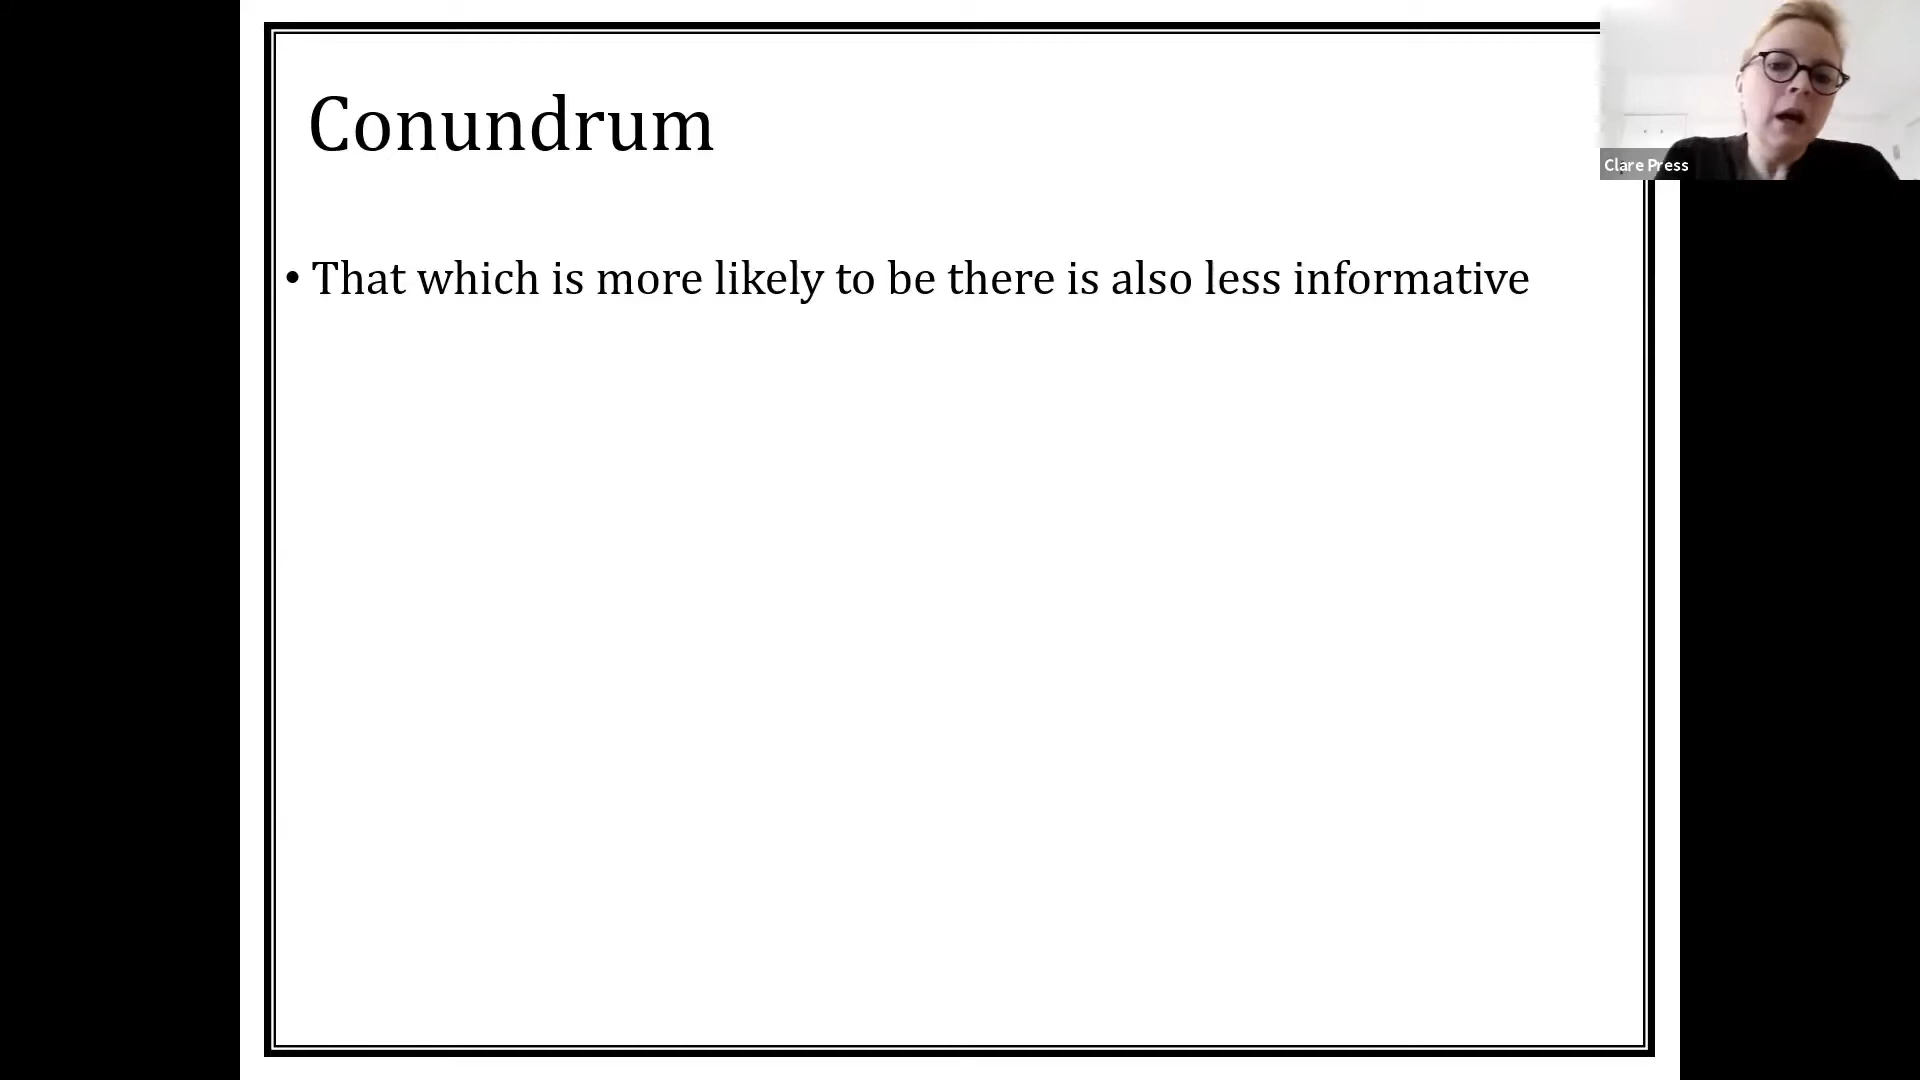 Conundrum
• That which is more likely to be there is also less informative
Clare Press